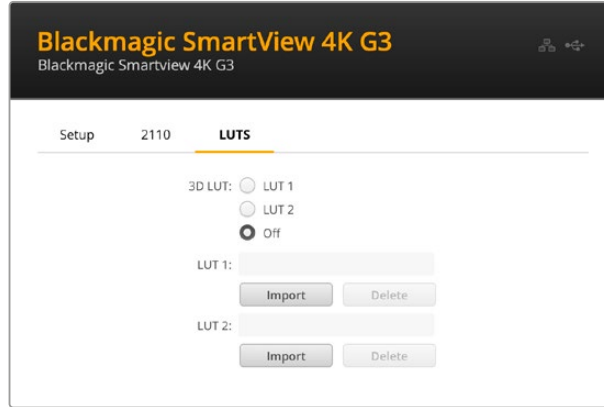 Blackmagic SmartView 4K G3
Blackmagic Smartview 4K G3
Setup 2110 LUTS
3D LUT: LUT 1
LUT 2
Off
LUT 1:
Import Delete
LUT 2:
Import Delete